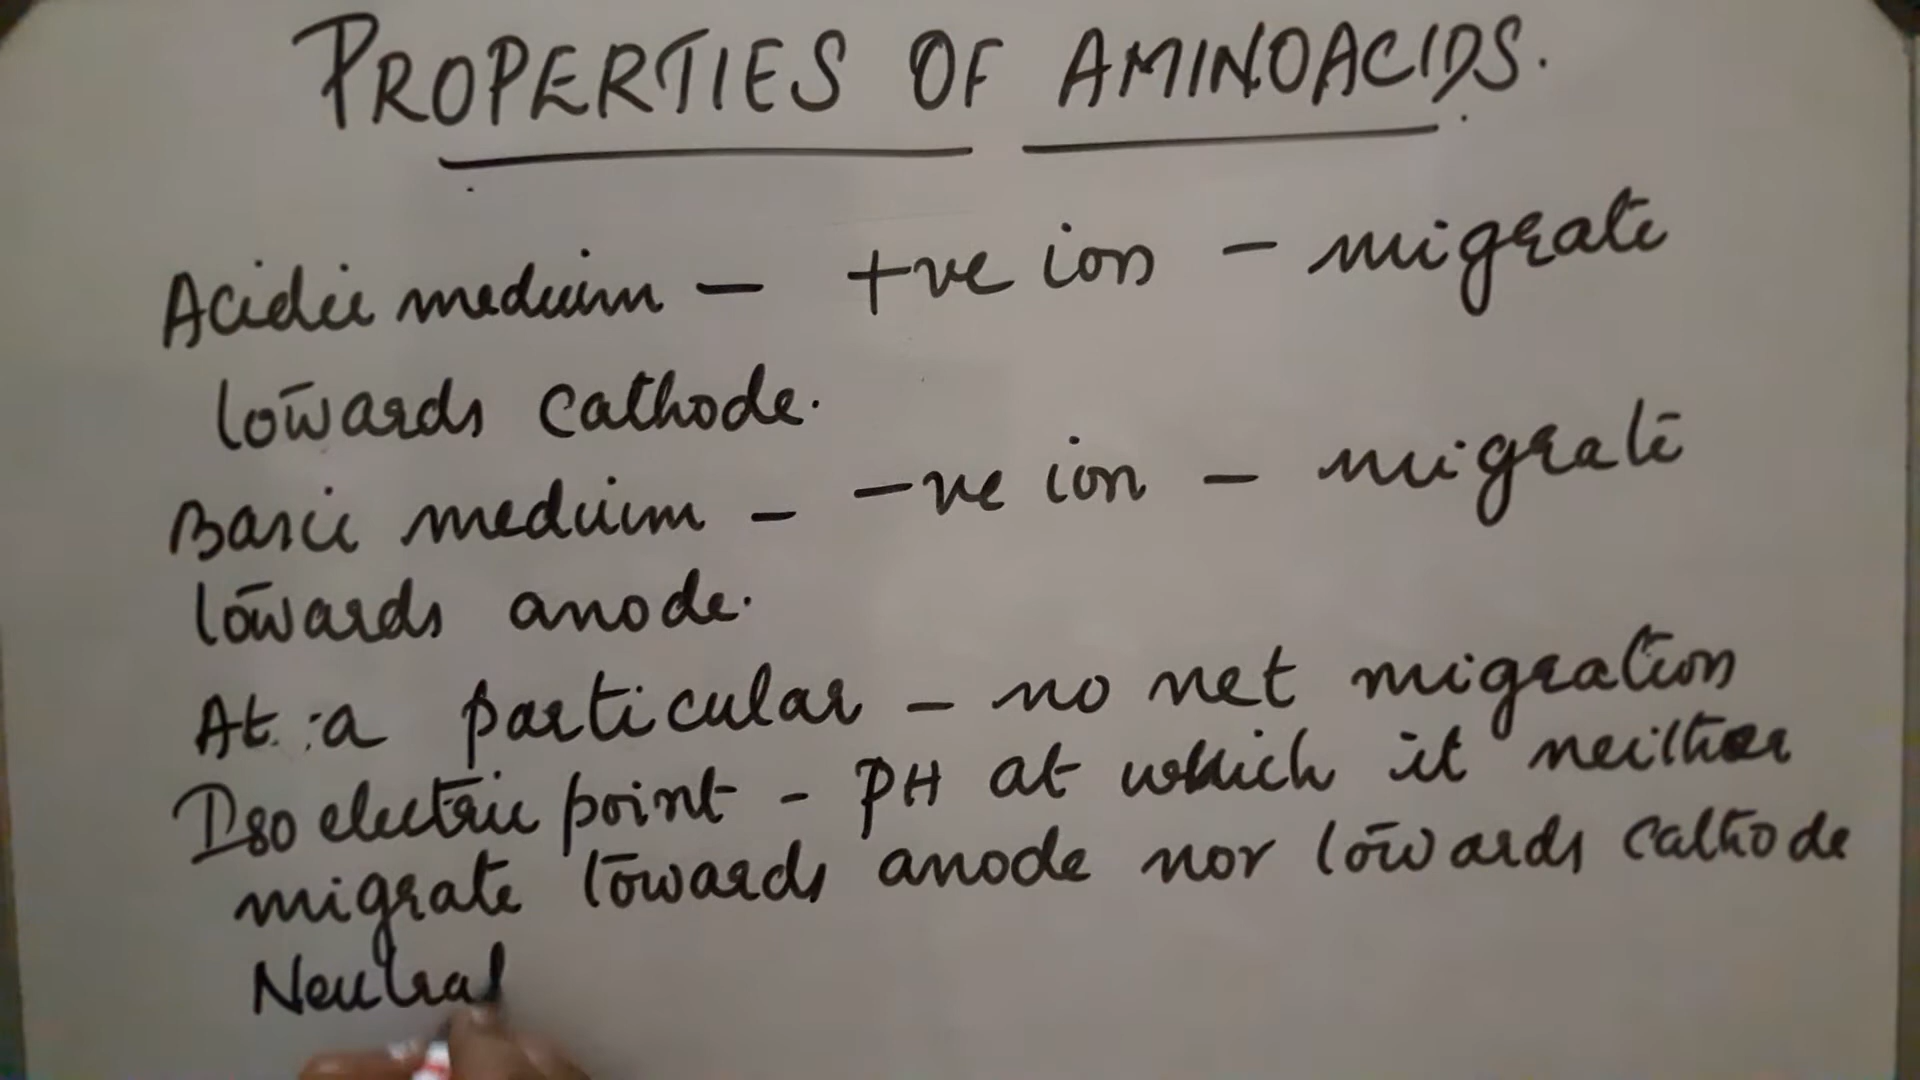 PROPERTIES OF AMINOACIDS.
Acidic medium - +ve ion - migrate
towards cathode.
Basic medium - -ve ion - migrate
towards anode.
At a particular - no net migration
Iso electric point - PH at which it neither
migrate towards anode nor towards cathode
Neutral